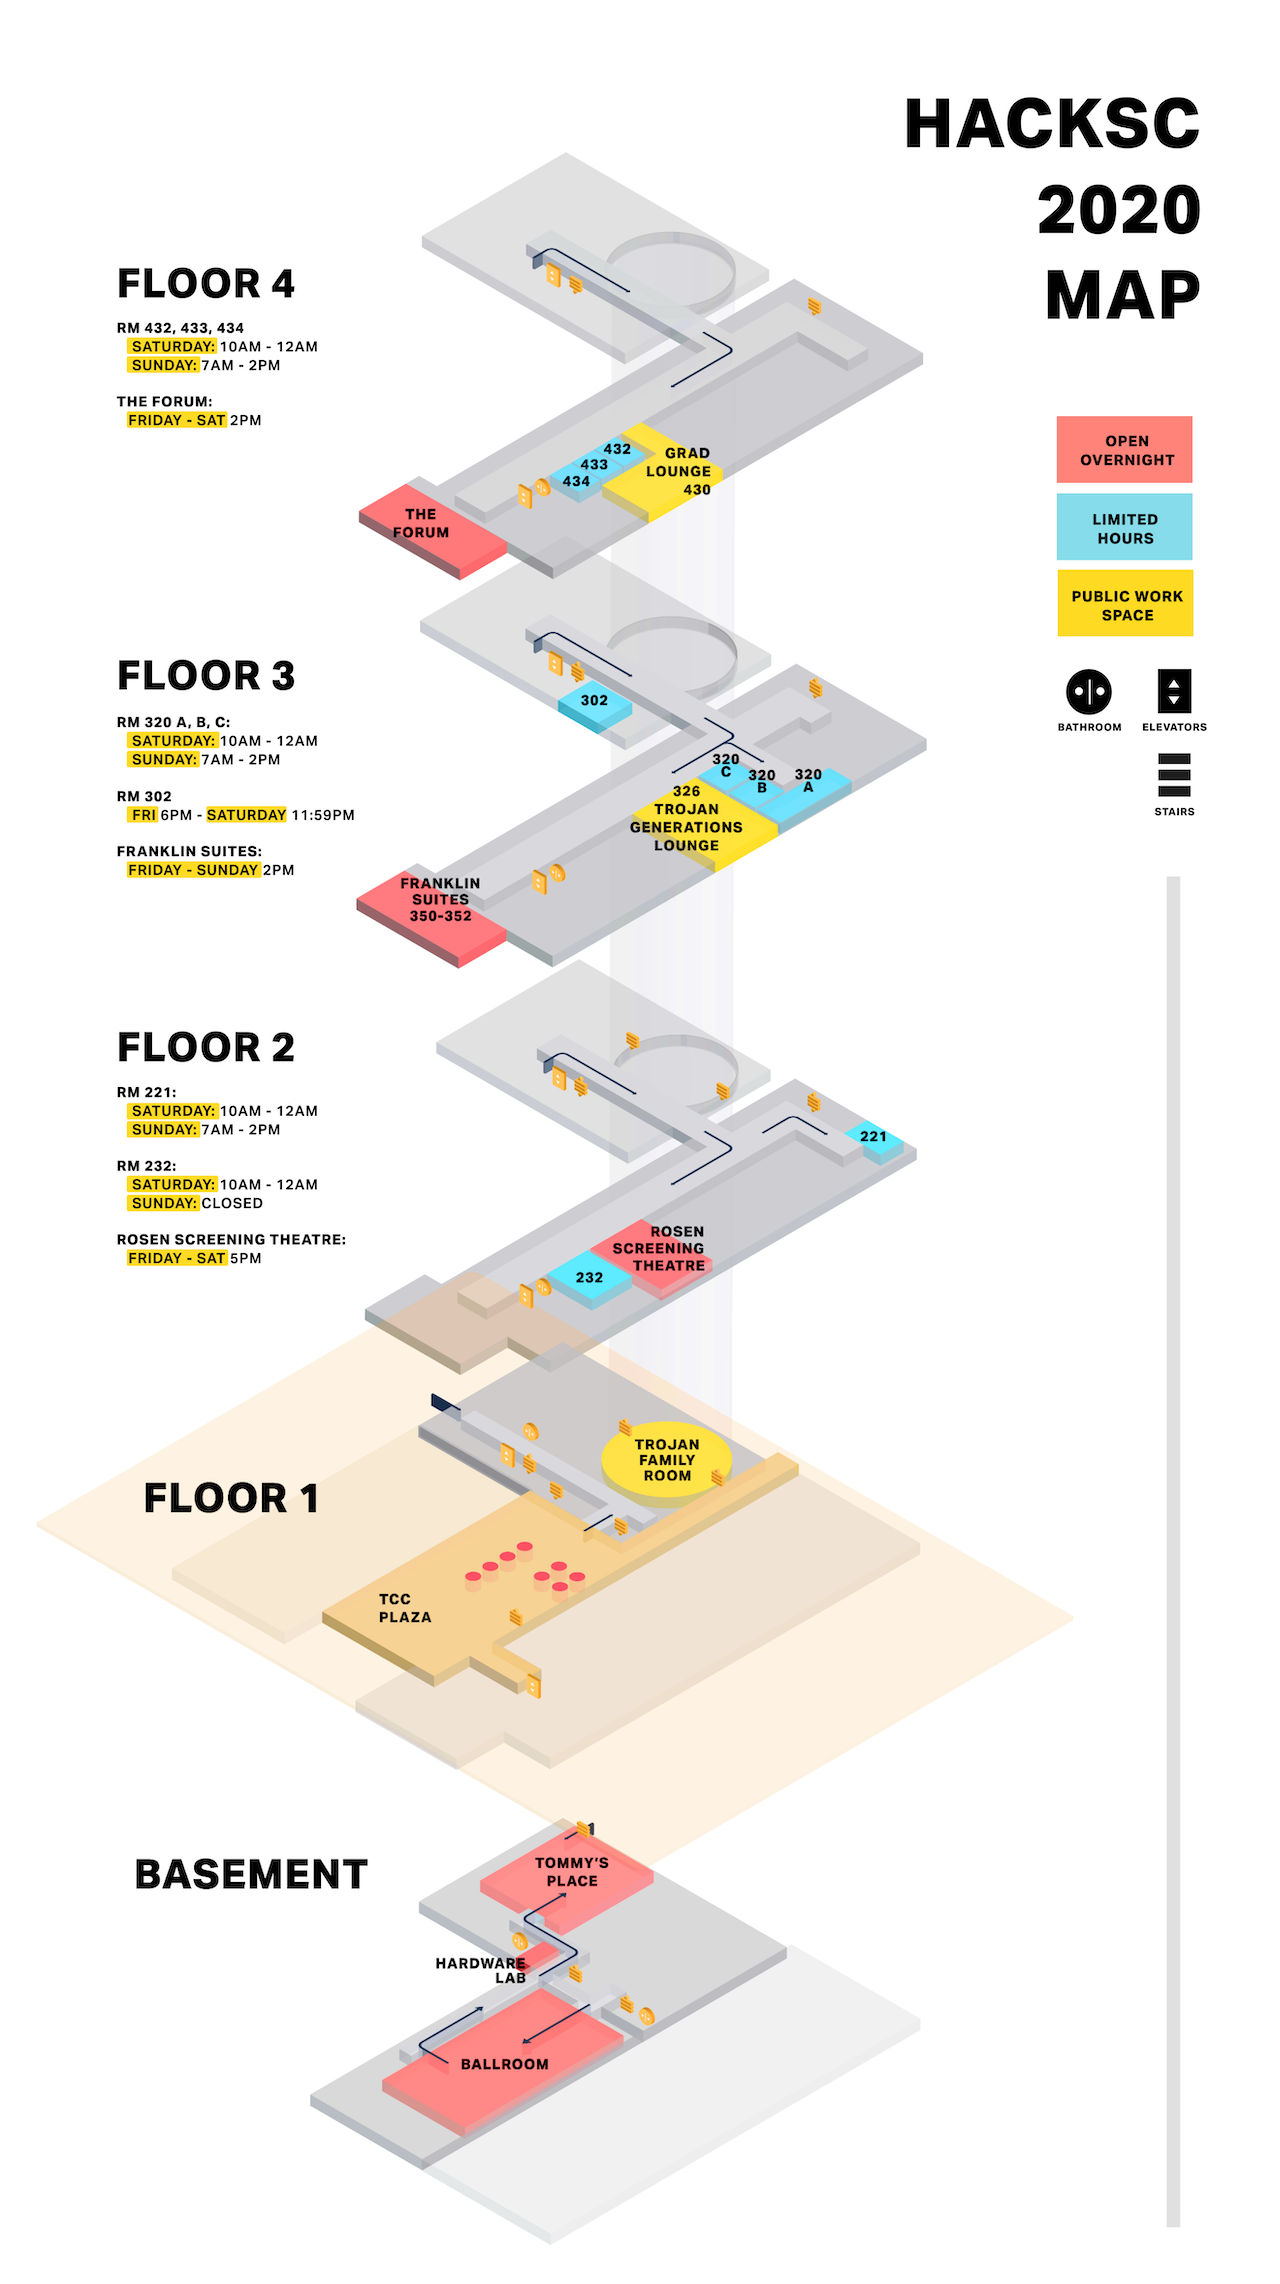 HACKSC
2020
MAP
OPEN
OVERNIGHT
LIMITED
HOURS
PUBLIC WORK
SPACE
BATHROOM
ELEVATORS
STAIRS
FLOOR 4
RM 432, 433, 434
SATURDAY: 10AM - 12AM
SUNDAY: 7AM - 2PM
THE FORUM:
FRIDAY - SAT 2PM
432
433
434
GRAD
LOUNGE
430
THE
FORUM
FLOOR 3
RM 320 A, B, C:
SATURDAY: 10AM - 12AM
SUNDAY: 7AM - 2PM
RM 302
FRI 6PM - SATURDAY 11:59PM
FRANKLIN SUITES:
FRIDAY - SUNDAY 2PM
302
320
C
320
B
320
A
326
TROJAN
GENERATIONS
LOUNGE
FRANKLIN
SUITES
350-352
FLOOR 2
RM 221:
SATURDAY: 10AM - 12AM
SUNDAY: 7AM - 2PM
RM 232:
SATURDAY: 10AM - 12AM
SUNDAY: CLOSED
ROSEN SCREENING THEATRE:
FRIDAY - SAT 5PM
221
ROSEN
SCREENING
THEATRE
232
FLOOR 1
TROJAN
FAMILY
ROOM
TCC
PLAZA
BASEMENT
TOMMY'S
PLACE
HARDWARE
LAB
BALLROOM